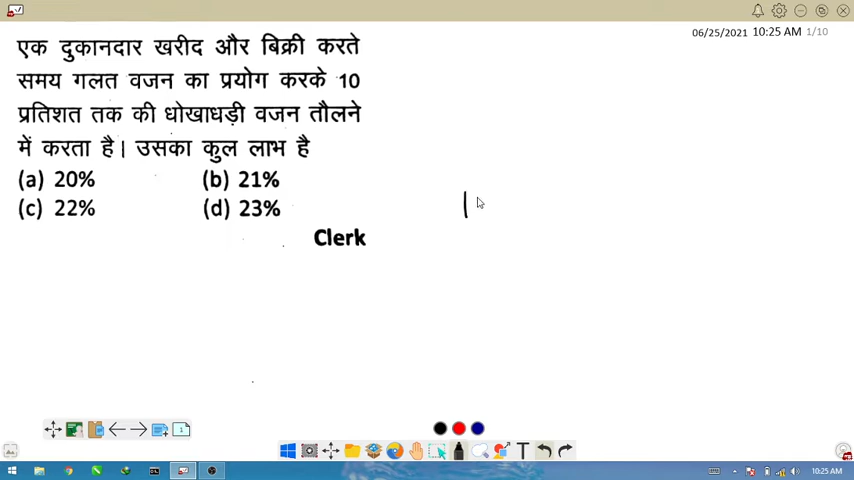 06/25/2021 10:25 AM 1/10
एक दुकानदार खरीद और बिक्री करते
समय गलत वजन का प्रयोग करके 10
प्रतिशत तक की धोखाधड़ी वजन तौलने
में करता है। उसका कुल लाभ है
(a) 20% (b) 21%
(c) 22% (d) 23%
Clerk
1
T
10:25 AM